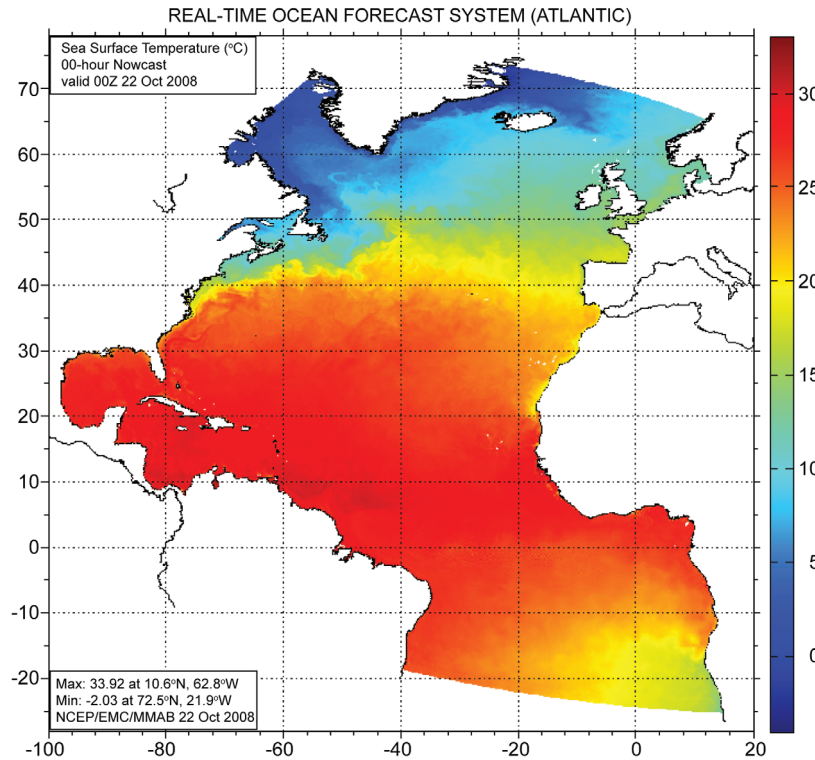 REAL-TIME OCEAN FORECAST SYSTEM (ATLANTIC)
Sea Surface Temperature (°C)
00-hour Nowcast
valid 00Z 22 Oct 2008
70
60
50
40
30
20
10
0
-10
-20
Max: 33.92 at 10.6°N, 62.8°W
Min: -2.03 at 72.5°N, 21.9°W
NCEP/EMC/MMAB 22 Oct 2008
-100 -80 -60 -40 -20 0 20
30
25
20
15
10
5
0